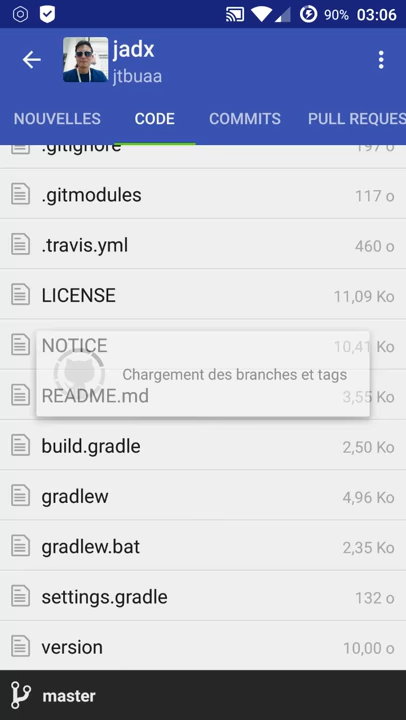 90% 03:06
jadx
jtbuaa
NOUVELLES CODE COMMITS PULL REQUES
.gitignore 197 o
.gitmodules 117 o
.travis.yml 460 o
LICENSE 11,09 Ko
NOTICE 10,41 Ko
Chargement des branches et tags
README.md 3,55 Ko
build.gradle 2,50 Ko
gradlew 4,96 Ko
gradlew.bat 2,35 Ko
settings.gradle 132 o
version 10,00 o
master